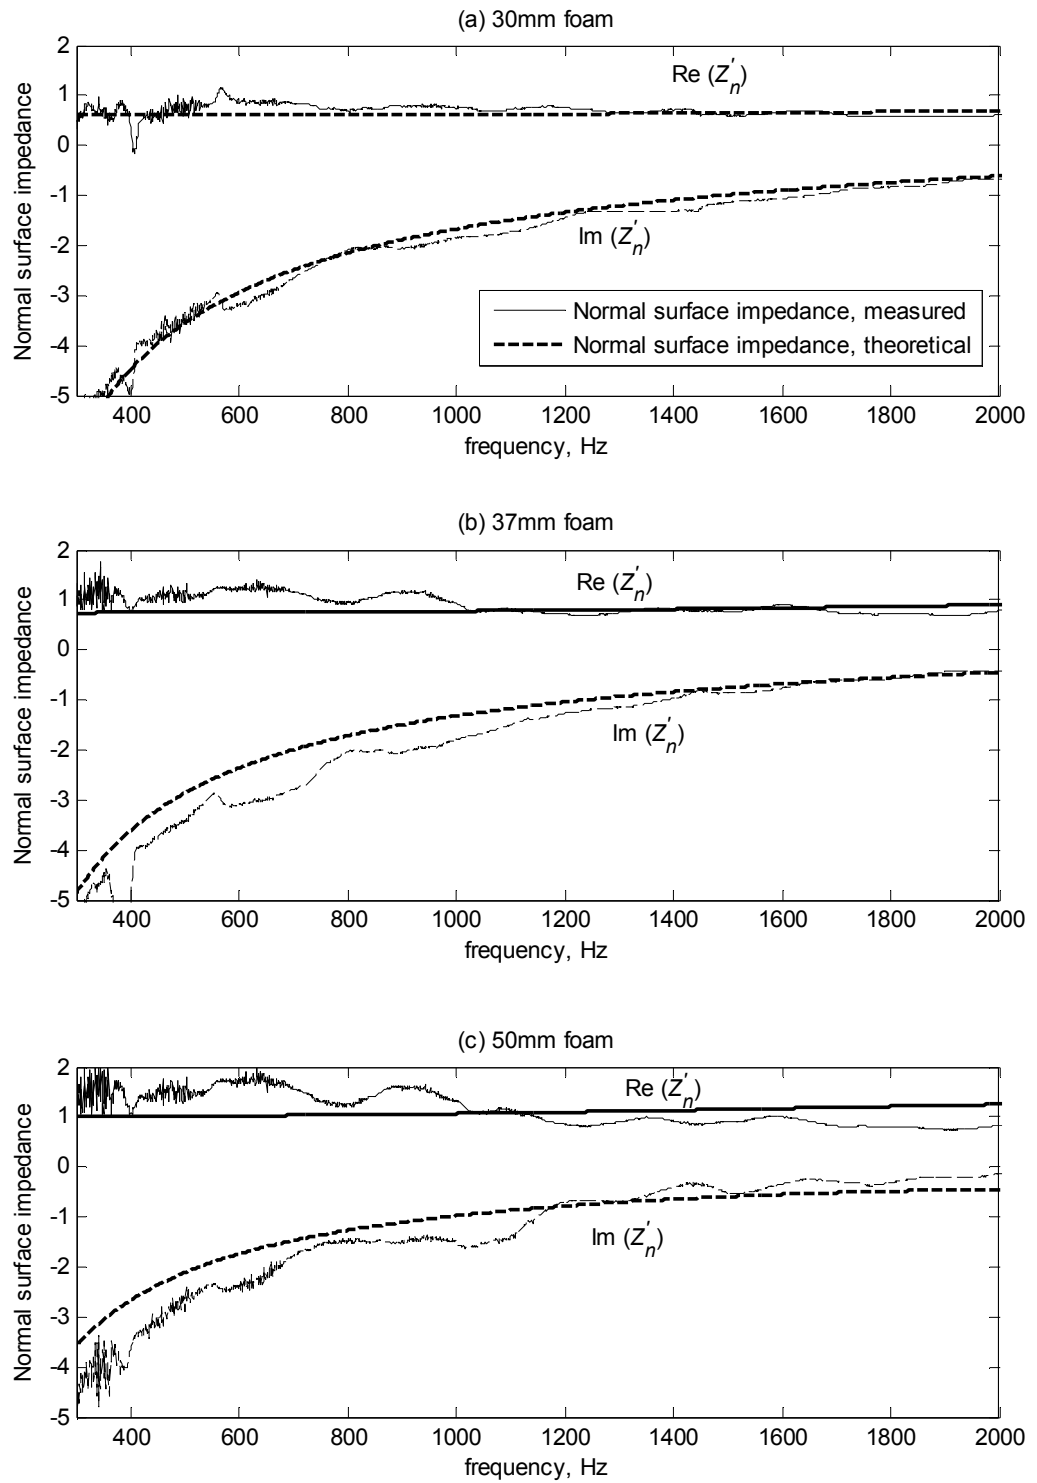 (a) 30mm foam
Normal surface impedance
2
1
0
-1
-2
-3
-4
-5
Re (Z'n)
Im (Z'n)
Normal surface impedance, measured
Normal surface impedance, theoretical
400 600 800 1000 1200 1400 1600 1800 2000
frequency, Hz
(b) 37mm foam
Normal surface impedance
2
1
0
-1
-2
-3
-4
-5
Re (Z'n)
Im (Z'n)
400 600 800 1000 1200 1400 1600 1800 2000
frequency, Hz
(c) 50mm foam
Normal surface impedance
2
1
0
-1
-2
-3
-4
-5
Re (Z'n)
Im (Z'n)
400 600 800 1000 1200 1400 1600 1800 2000
frequency, Hz